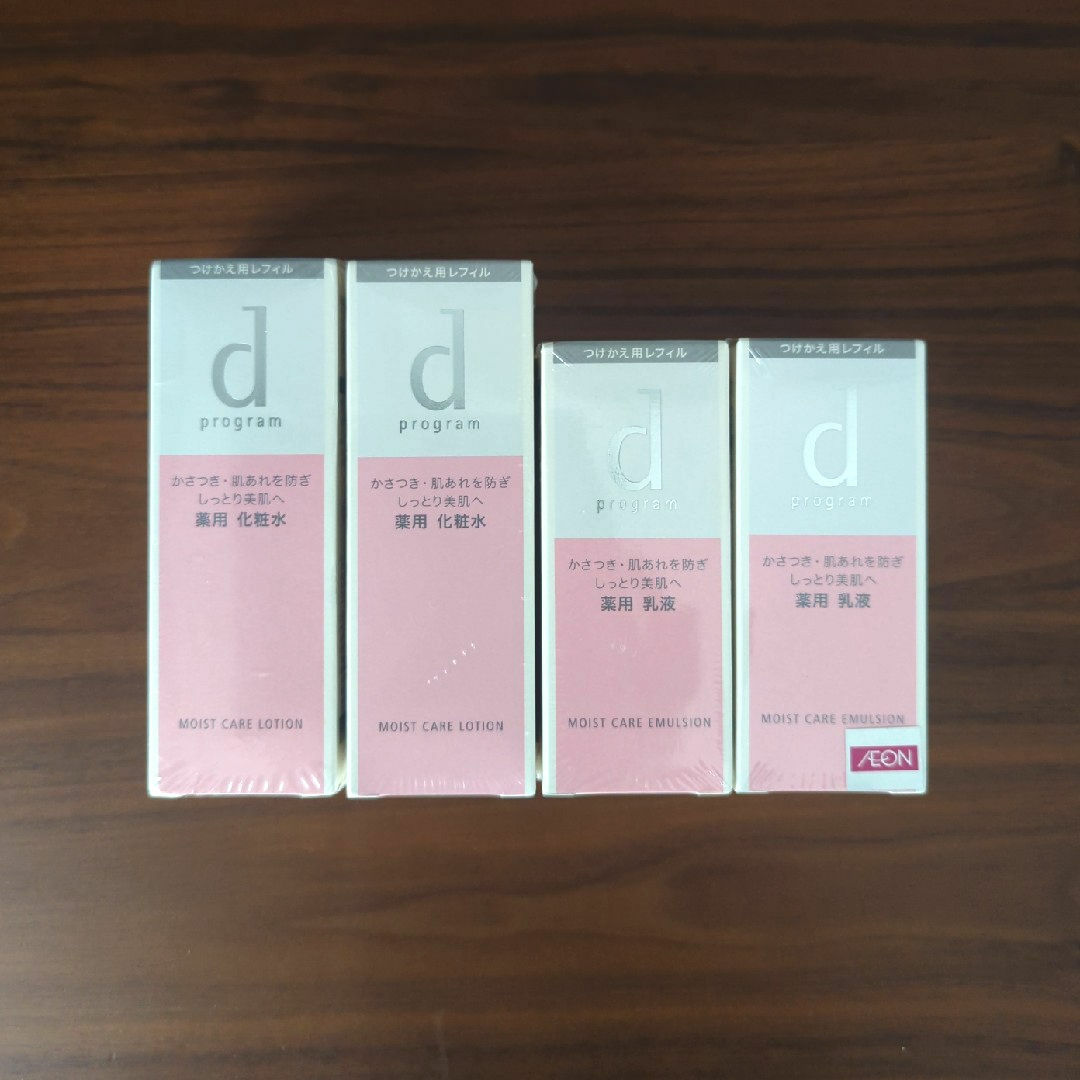 つけかえ用レフィル
d
program
かさつき・肌あれを防ぎ
しっとり美肌へ
薬用 化粧水
MOIST CARE LOTION
つけかえ用レフィル
d
program
かさつき・肌あれを防ぎ
しっとり美肌へ
薬用 化粧水
MOIST CARE LOTION
つけかえ用レフィル
d
program
かさつき・肌あれを防ぎ
しっとり美肌へ
薬用 乳液
MOIST CARE EMULSION
つけかえ用レフィル
d
program
かさつき・肌あれを防ぎ
しっとり美肌へ
薬用 乳液
MOIST CARE EMULSION
ÆON